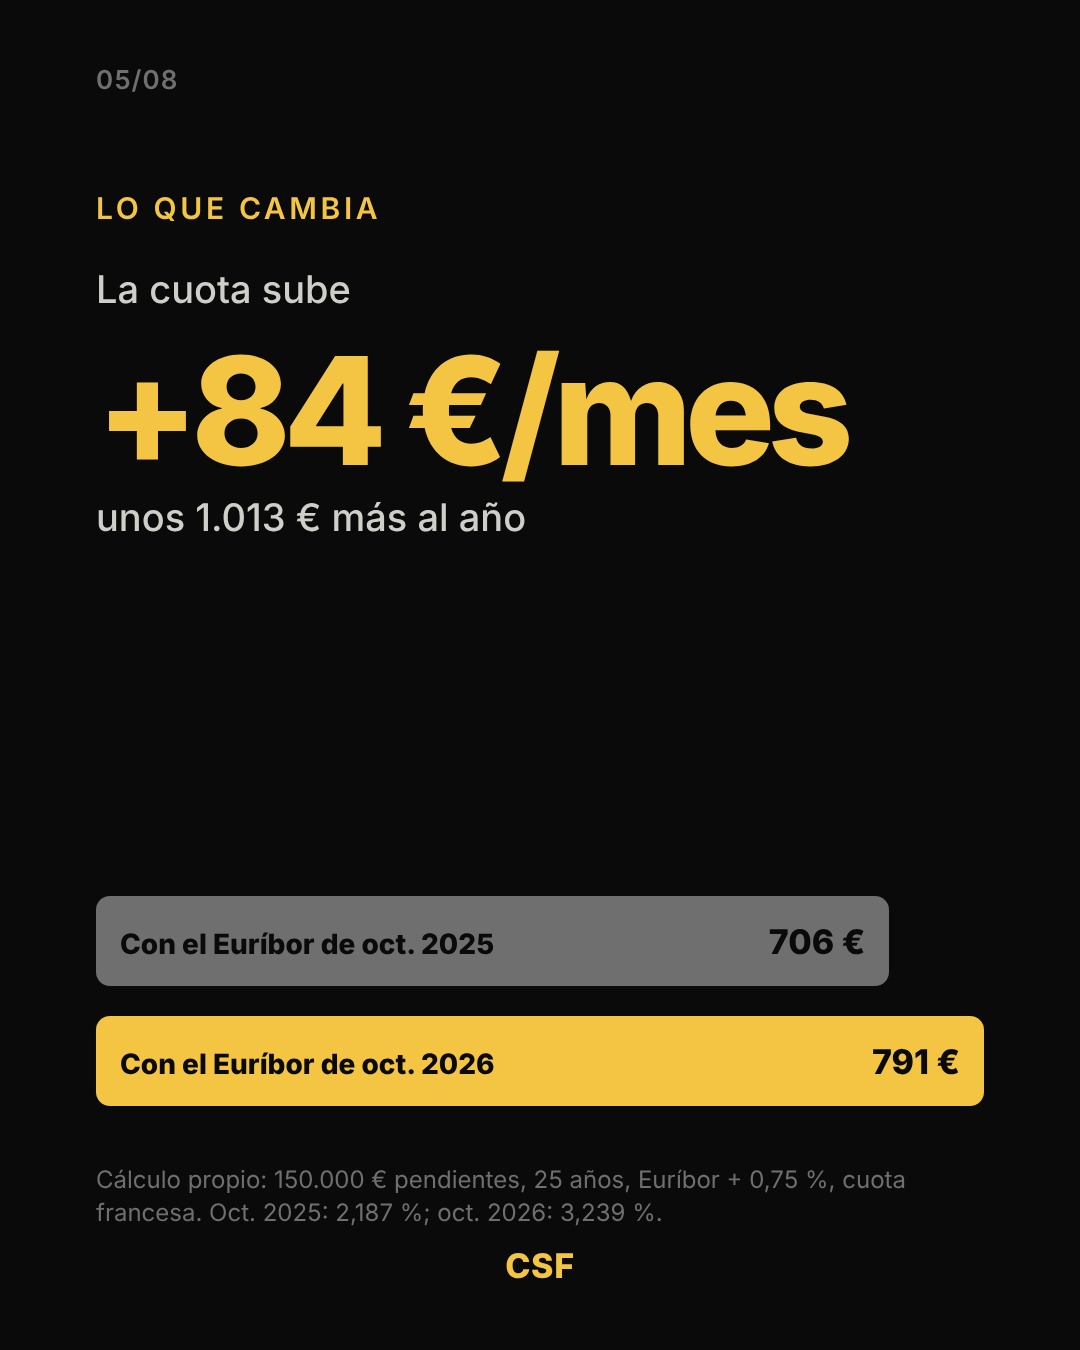 05/08
LO QUE CAMBIA
La cuota sube
+84 €/mes
unos 1.013 € más al año
Con el Euríbor de oct. 2025 706 €
Con el Euríbor de oct. 2026 791 €
Cálculo propio: 150.000 € pendientes, 25 años, Euríbor + 0,75 %, cuota
francesa. Oct. 2025: 2,187 %; oct. 2026: 3,239 %.
CSF